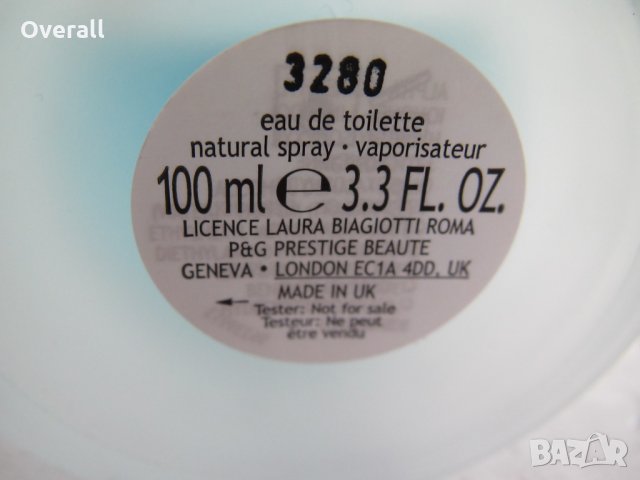 Overall
3280
eau de toilette
natural spray · vaporisateur
100 ml e 3.3 FL. OZ.
LICENCE LAURA BIAGIOTTI ROMA
P&G PRESTIGE BEAUTE
GENEVA • LONDON EC1A 4DD, UK
MADE IN UK
Tester: Not for sale
Testeur: Ne peut
être vendu
BAZAR